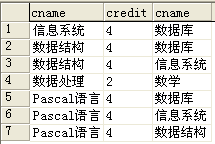 cname credit cname
1 信息系统 4 数据库
2 数据结构 4 数据库
3 数据结构 4 信息系统
4 数据处理 2 数学
5 Pascal语言 4 数据库
6 Pascal语言 4 信息系统
7 Pascal语言 4 数据结构